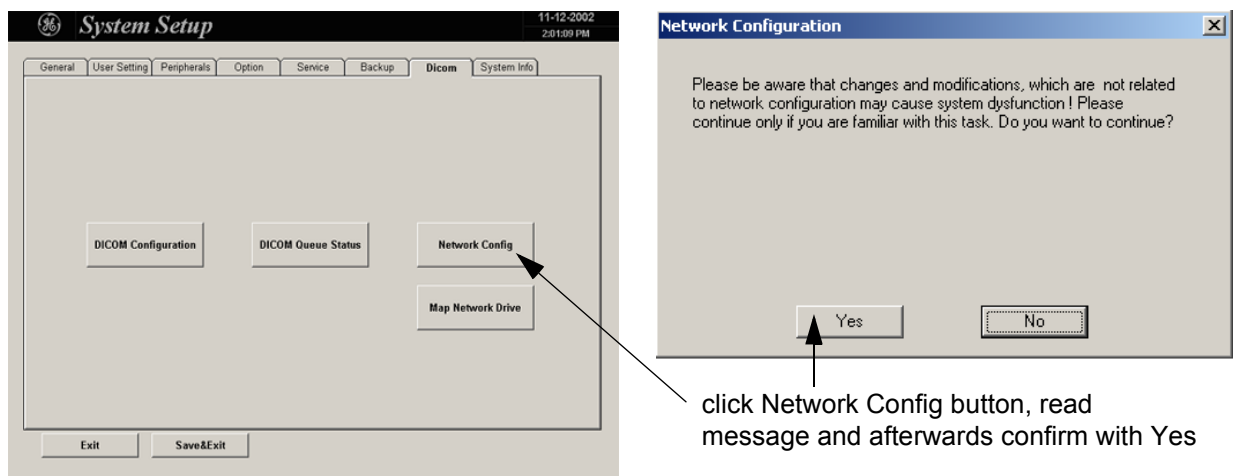 System Setup
11-12-2002
2:01:09 PM
General User Setting Peripherals Option Service Backup Dicom System Info
DICOM Configuration DICOM Queue Status Network Config
Map Network Drive
Exit Save&Exit
Network Configuration
Please be aware that changes and modifications, which are not related
to network configuration may cause system dysfunction ! Please
continue only if you are familiar with this task. Do you want to continue?
Yes No
click Network Config button, read
message and afterwards confirm with Yes